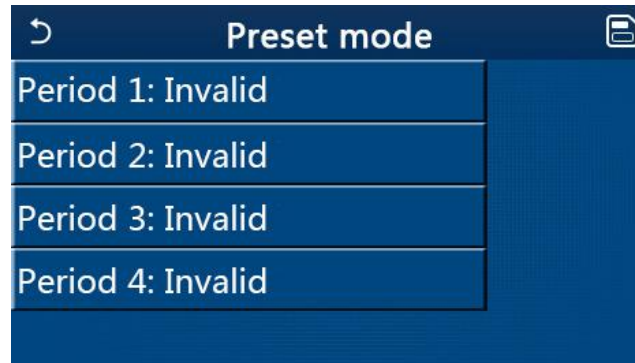 Preset mode
Period 1: Invalid
Period 2: Invalid
Period 3: Invalid
Period 4: Invalid